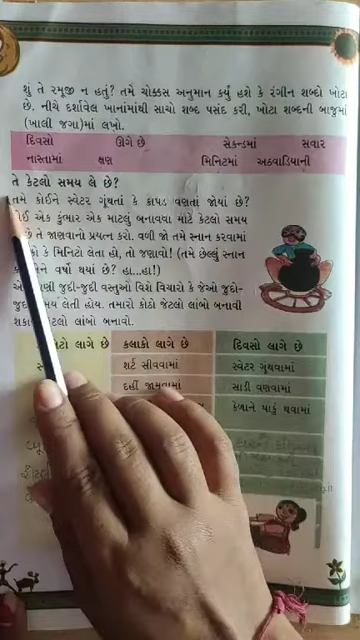 શું તે રમૂજી ન હતું? તમે ચોક્કસ અનુમાન કર્યું હશે કે રંગીન શબ્દો ખોટા
છે. નીચે દર્શાવેલ ખાનાંમાંથી સાચો શબ્દ પસંદ કરી, ખોટા શબ્દની બાજુમાં
(ખાલી જગા)માં લખો.
દિવસો ઊગે છે સેકન્ડમાં સવાર
નાસ્તામાં ક્ષણ મિનિટમાં અઠવાડિયાની
તે કેટલો સમય લે છે?
તમે કોઈને સ્વેટર ગૂંથતાં કે કાપડ વણતાં જોયાં છે?
એક કુંભાર એક માટલું બનાવવા માટે કેટલો સમય
છે તે જાણવાનો પ્રયત્ન કરો. વળી જો તમે સ્નાન કરવામાં
કે મિનિટો લેતા હો, તો જણાવો! (તમે છેલ્લું સ્નાન
વર્ષો થયાં છે? હા...હા!)
જુદી-જુદી વસ્તુઓ વિશે વિચારો કે જેઓ જુદો-
લેતી હોય. તમારો કોઠો જેટલો લાંબો બનાવી
લાંબો બનાવો.
લાગે છે કલાકો લાગે છે દિવસો લાગે છે
શર્ટ સીવવામાં સ્વેટર ગૂંથવામાં
દહીં જામવામાં સાડી વણવામાં
કેળાને પાકું થવામાં